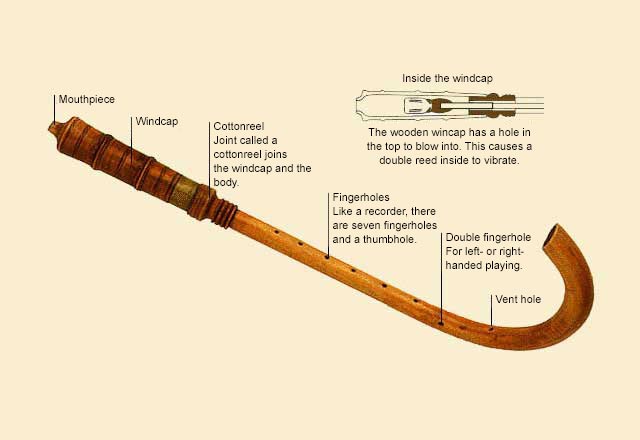 Inside the windcap
Mouthpiece
Windcap
Cottonreel
Joint called a
cottonreel joins
the windcap and the
body.
The wooden wincap has a hole in
the top to blow into. This causes a
double reed inside to vibrate.
Fingerholes
Like a recorder, there
are seven fingerholes
and a thumbhole.
Double fingerhole
For left- or right-
handed playing.
Vent hole